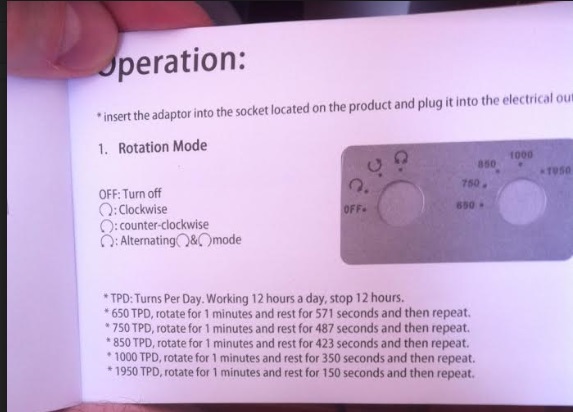 Operation:
* insert the adaptor into the socket located on the product and plug it into the electrical out
1. Rotation Mode
OFF: Turn off
: Clockwise
: counter-clockwise
: Alternating & mode
OFF
650
750
850
1000
1950
* TPD: Turns Per Day. Working 12 hours a day, stop 12 hours.
* 650 TPD, rotate for 1 minutes and rest for 571 seconds and then repeat.
* 750 TPD, rotate for 1 minutes and rest for 487 seconds and then repeat.
* 850 TPD, rotate for 1 minutes and rest for 423 seconds and then repeat.
* 1000 TPD, rotate for 1 minutes and rest for 350 seconds and then repeat.
* 1950 TPD, rotate for 1 minutes and rest for 150 seconds and then repeat.